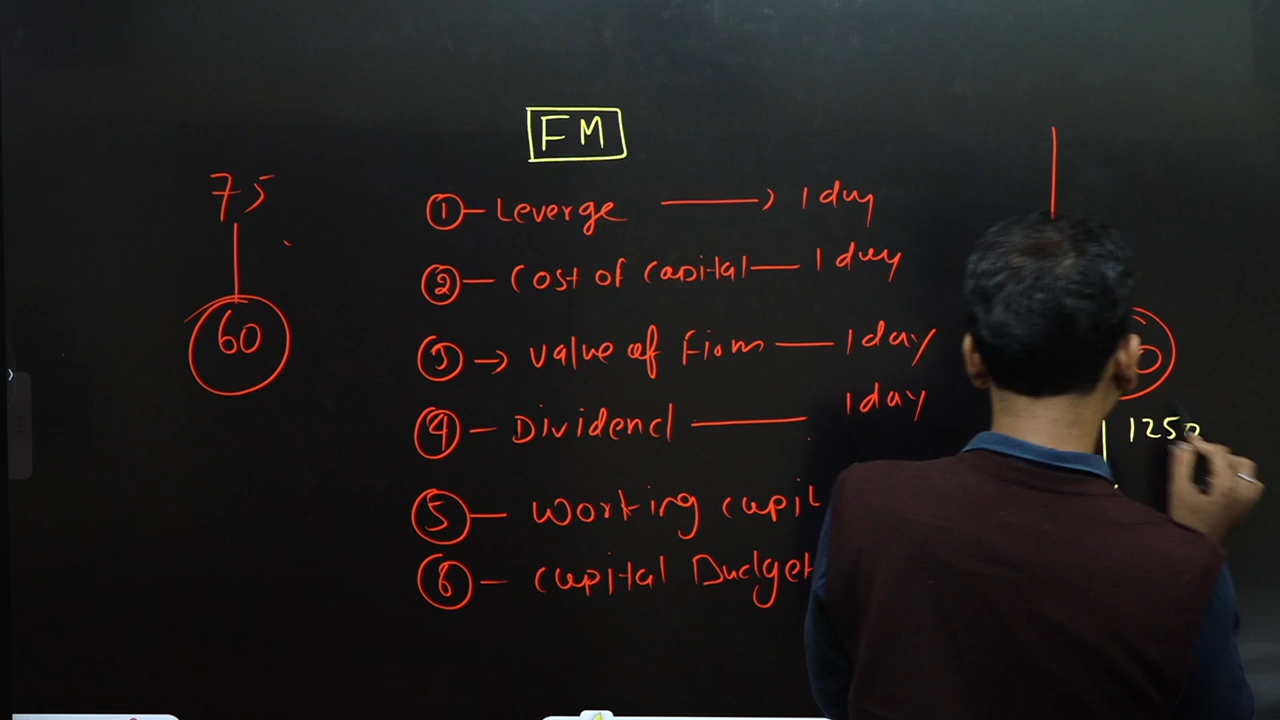 FM
75
60
① - Leverge → 1 day
② - Cost of capital - 1 day
③ → value of Firm - 1 day
④ - Dividend - 1 day
⑤ - working capi
⑥ - capital Budget
125